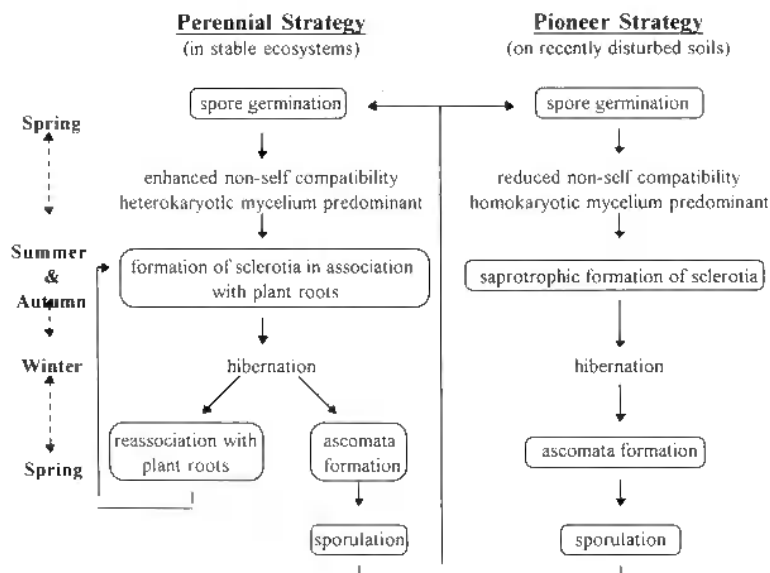 Perennial Strategy
(in stable ecosystems)
Pioneer Strategy
(on recently disturbed soils)
Spring
spore germination
spore germination
enhanced non-self compatibility
heterokaryotic mycelium predominant
reduced non-self compatibility
homokaryotic mycelium predominant
Summer
&
Autumn
formation of sclerotia in association
with plant roots
saprotrophic formation of sclerotia
Winter
hibernation
hibernation
Spring
reassociation with
plant roots
ascomata
formation
ascomata formation
sporulation
sporulation